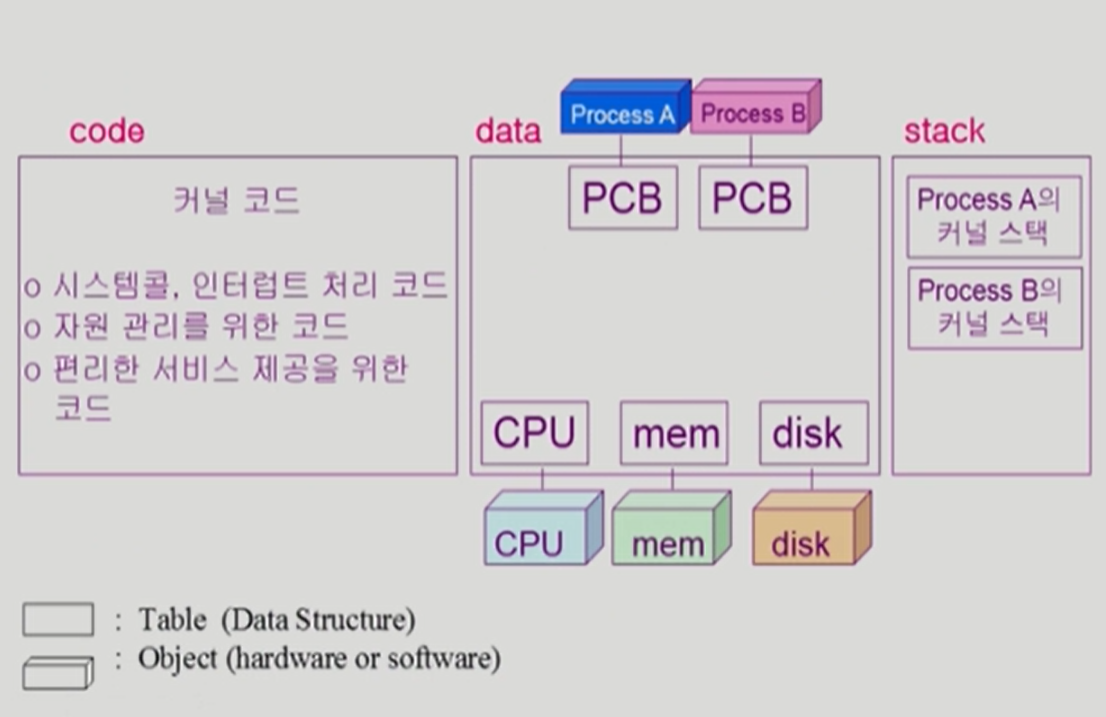 code
커널 코드
o 시스템콜, 인터럽트 처리 코드
o 자원 관리를 위한 코드
o 편리한 서비스 제공을 위한
코드
data
Process A
Process B
PCB
PCB
CPU
mem
disk
CPU
mem
disk
stack
Process A의
커널 스택
Process B의
커널 스택
: Table (Data Structure)
: Object (hardware or software)